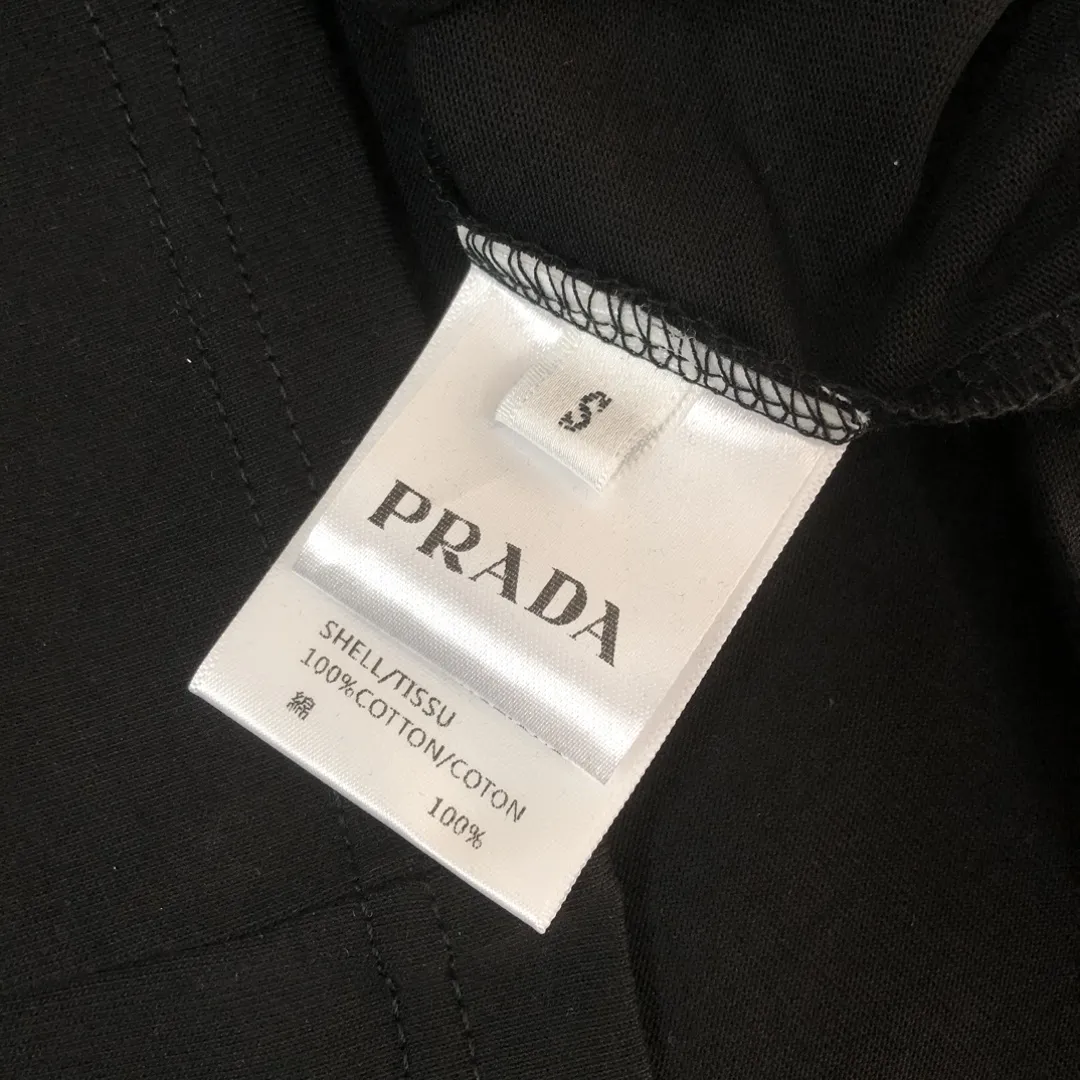 S
PRADA
SHELL/TISSU
100%COTTON/COTON
綿 100%